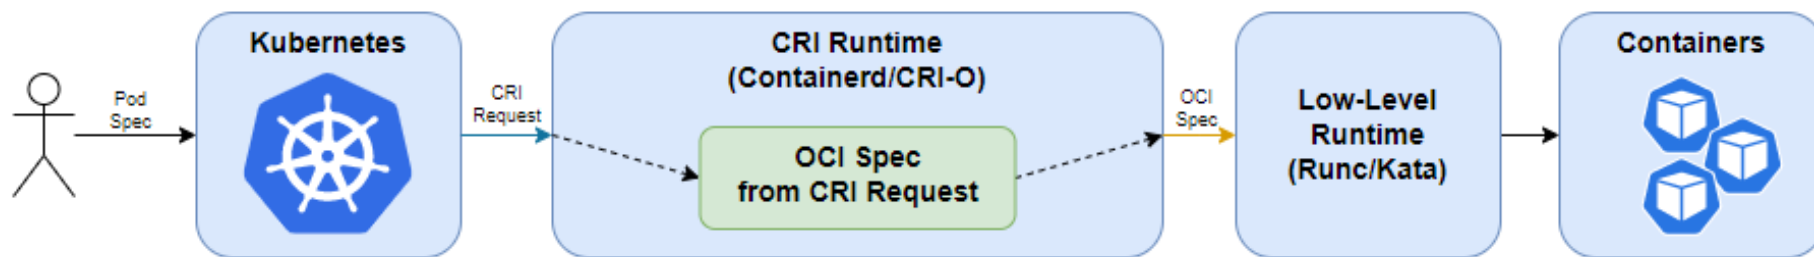 Pod
Spec
Kubernetes
CRI
Request
CRI Runtime
(Containerd/CRI-O)
OCI Spec
from CRI Request
OCI
Spec
Low-Level
Runtime
(Runc/Kata)
Containers